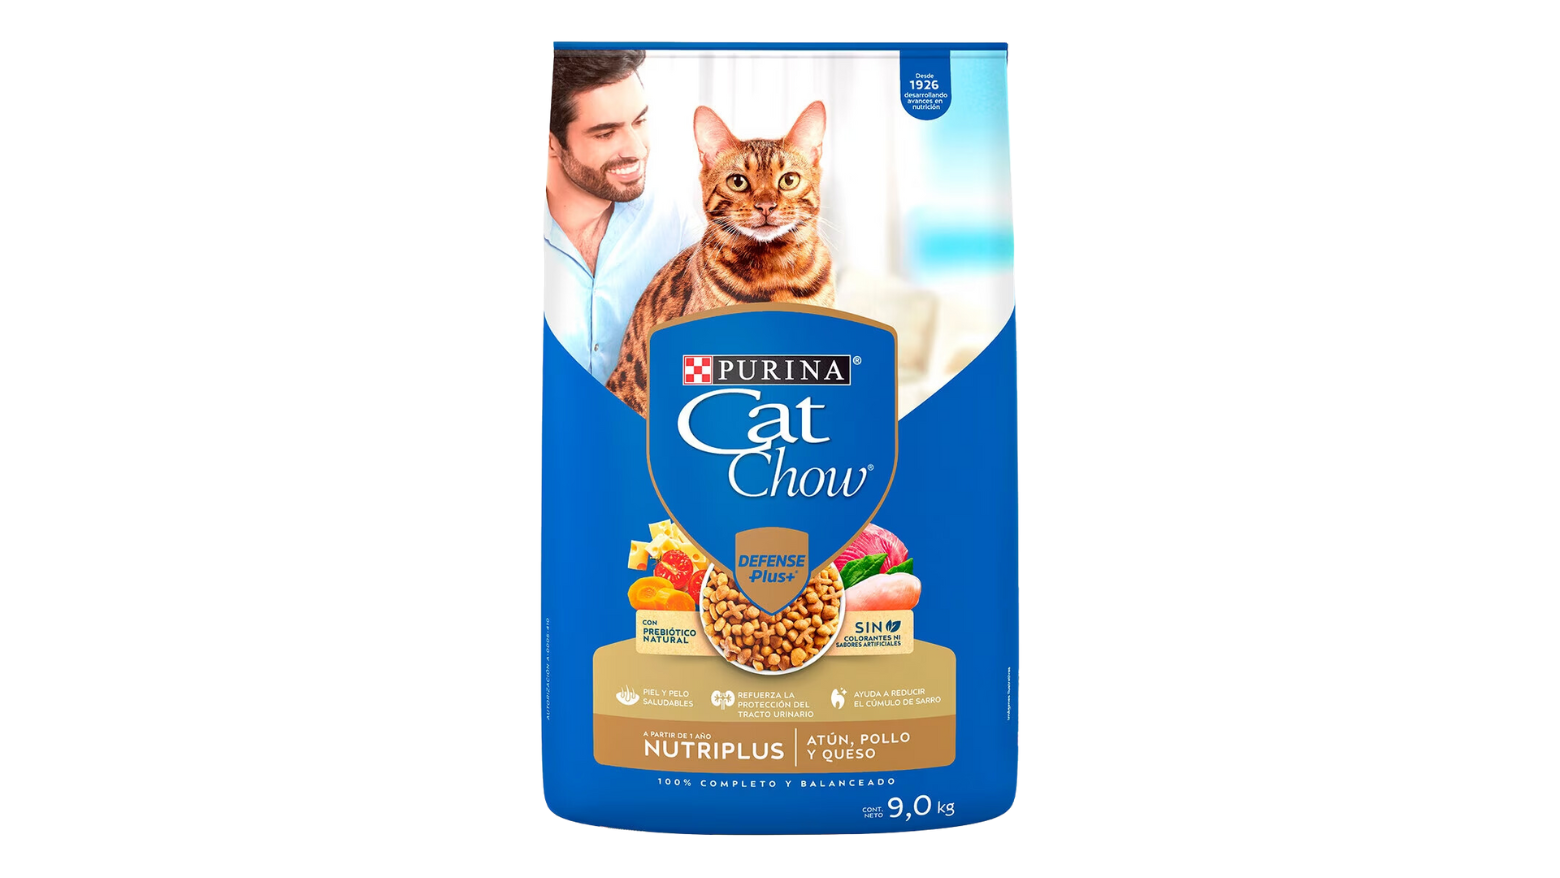 Desde
1926
desarrollando
avances en
nutrición
PURINA®
Cat
Chow®
DEFENSE
Plus+
CON
PREBIÓTICO
NATURAL
SIN
COLORANTES NI
SABORES ARTIFICIALES
PIEL Y PELO
SALUDABLES
REFUERZA LA
PROTECCIÓN DEL
TRACTO URINARIO
AYUDA A REDUCIR
EL CÚMULO DE SARRO
A PARTIR DE 1 AÑO
NUTRIPLUS
ATÚN, POLLO
Y QUESO
100% COMPLETO Y BALANCEADO
CONT.
NETO
9,0 kg
Imágenes Ilustrativas